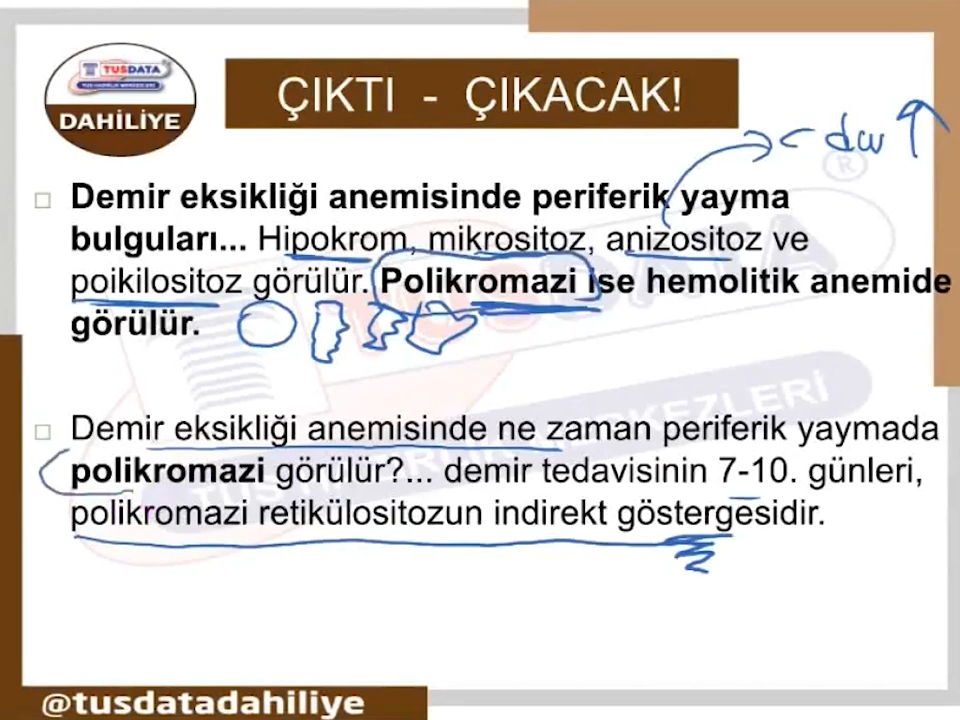 TUSDATA
DAHİLİYE
ÇIKTI - ÇIKACAK!
Demir eksikliği anemisinde periferik yayma
bulguları... Hipokrom, mikrositoz, anizositoz ve
poikilositoz görülür. Polikromazi ise hemolitik anemide
görülür.
Demir eksikliği anemisinde ne zaman periferik yaymada
polikromazi görülür?... demir tedavisinin 7-10. günleri,
polikromazi retikülositozun indirekt göstergesidir.
@tusdatadahiliye